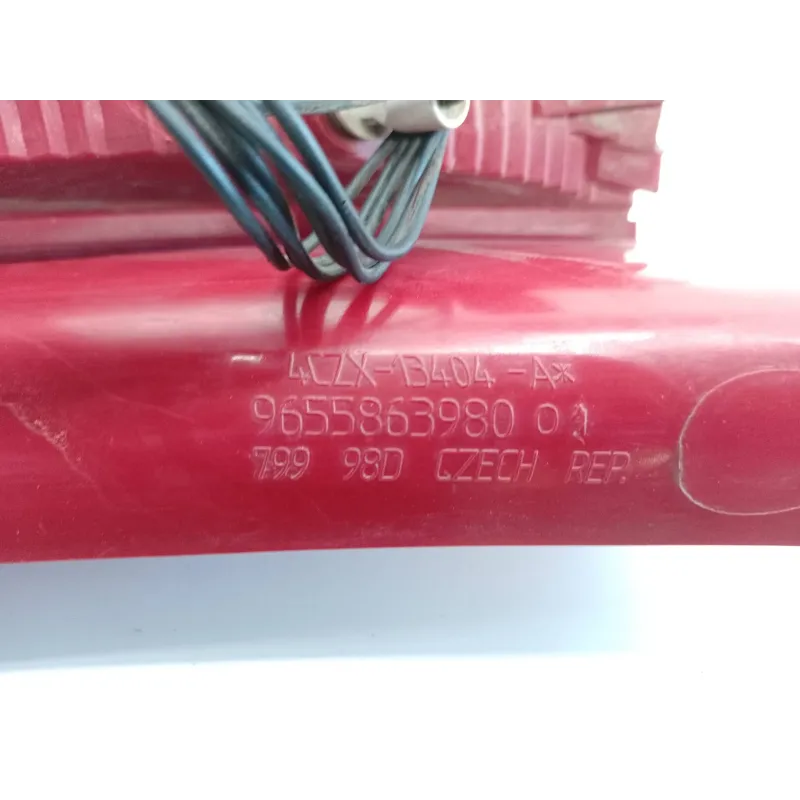 - 4CZX-13404-A*
9655863980 01
799 98D CZECH REP.